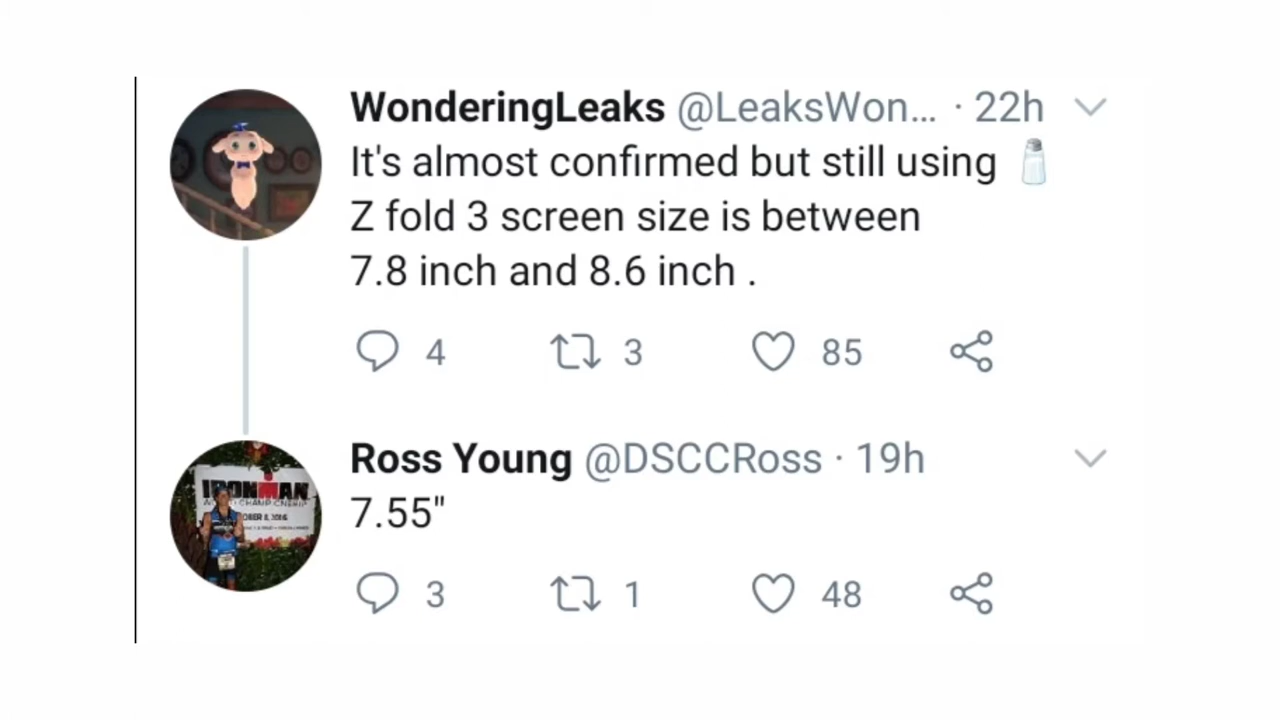 WonderingLeaks @LeaksWon... · 22h
It's almost confirmed but still using 🧂
Z fold 3 screen size is between
7.8 inch and 8.6 inch .
4 3 85
Ross Young @DSCCRoss · 19h
IRONMAN
7.55"
3 1 48